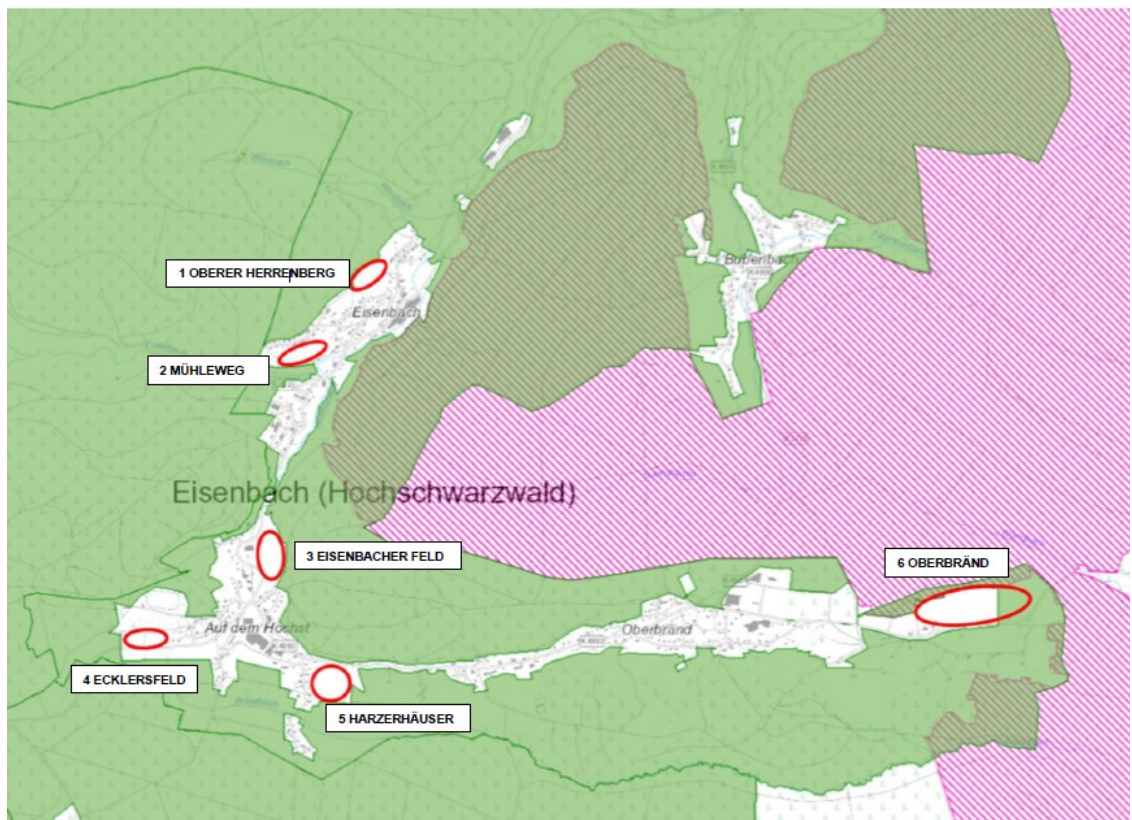 1 OBERER HERRENBERG
Eisenbach
2 MÜHLEWEG
Eisenbach (Hochschwarzwald)
3 EISENBACHER FELD
6 OBERBRÄND
Auf dem Höchst
Oberbränd
4 ECKLERSFELD
5 HARZERHÄUSER